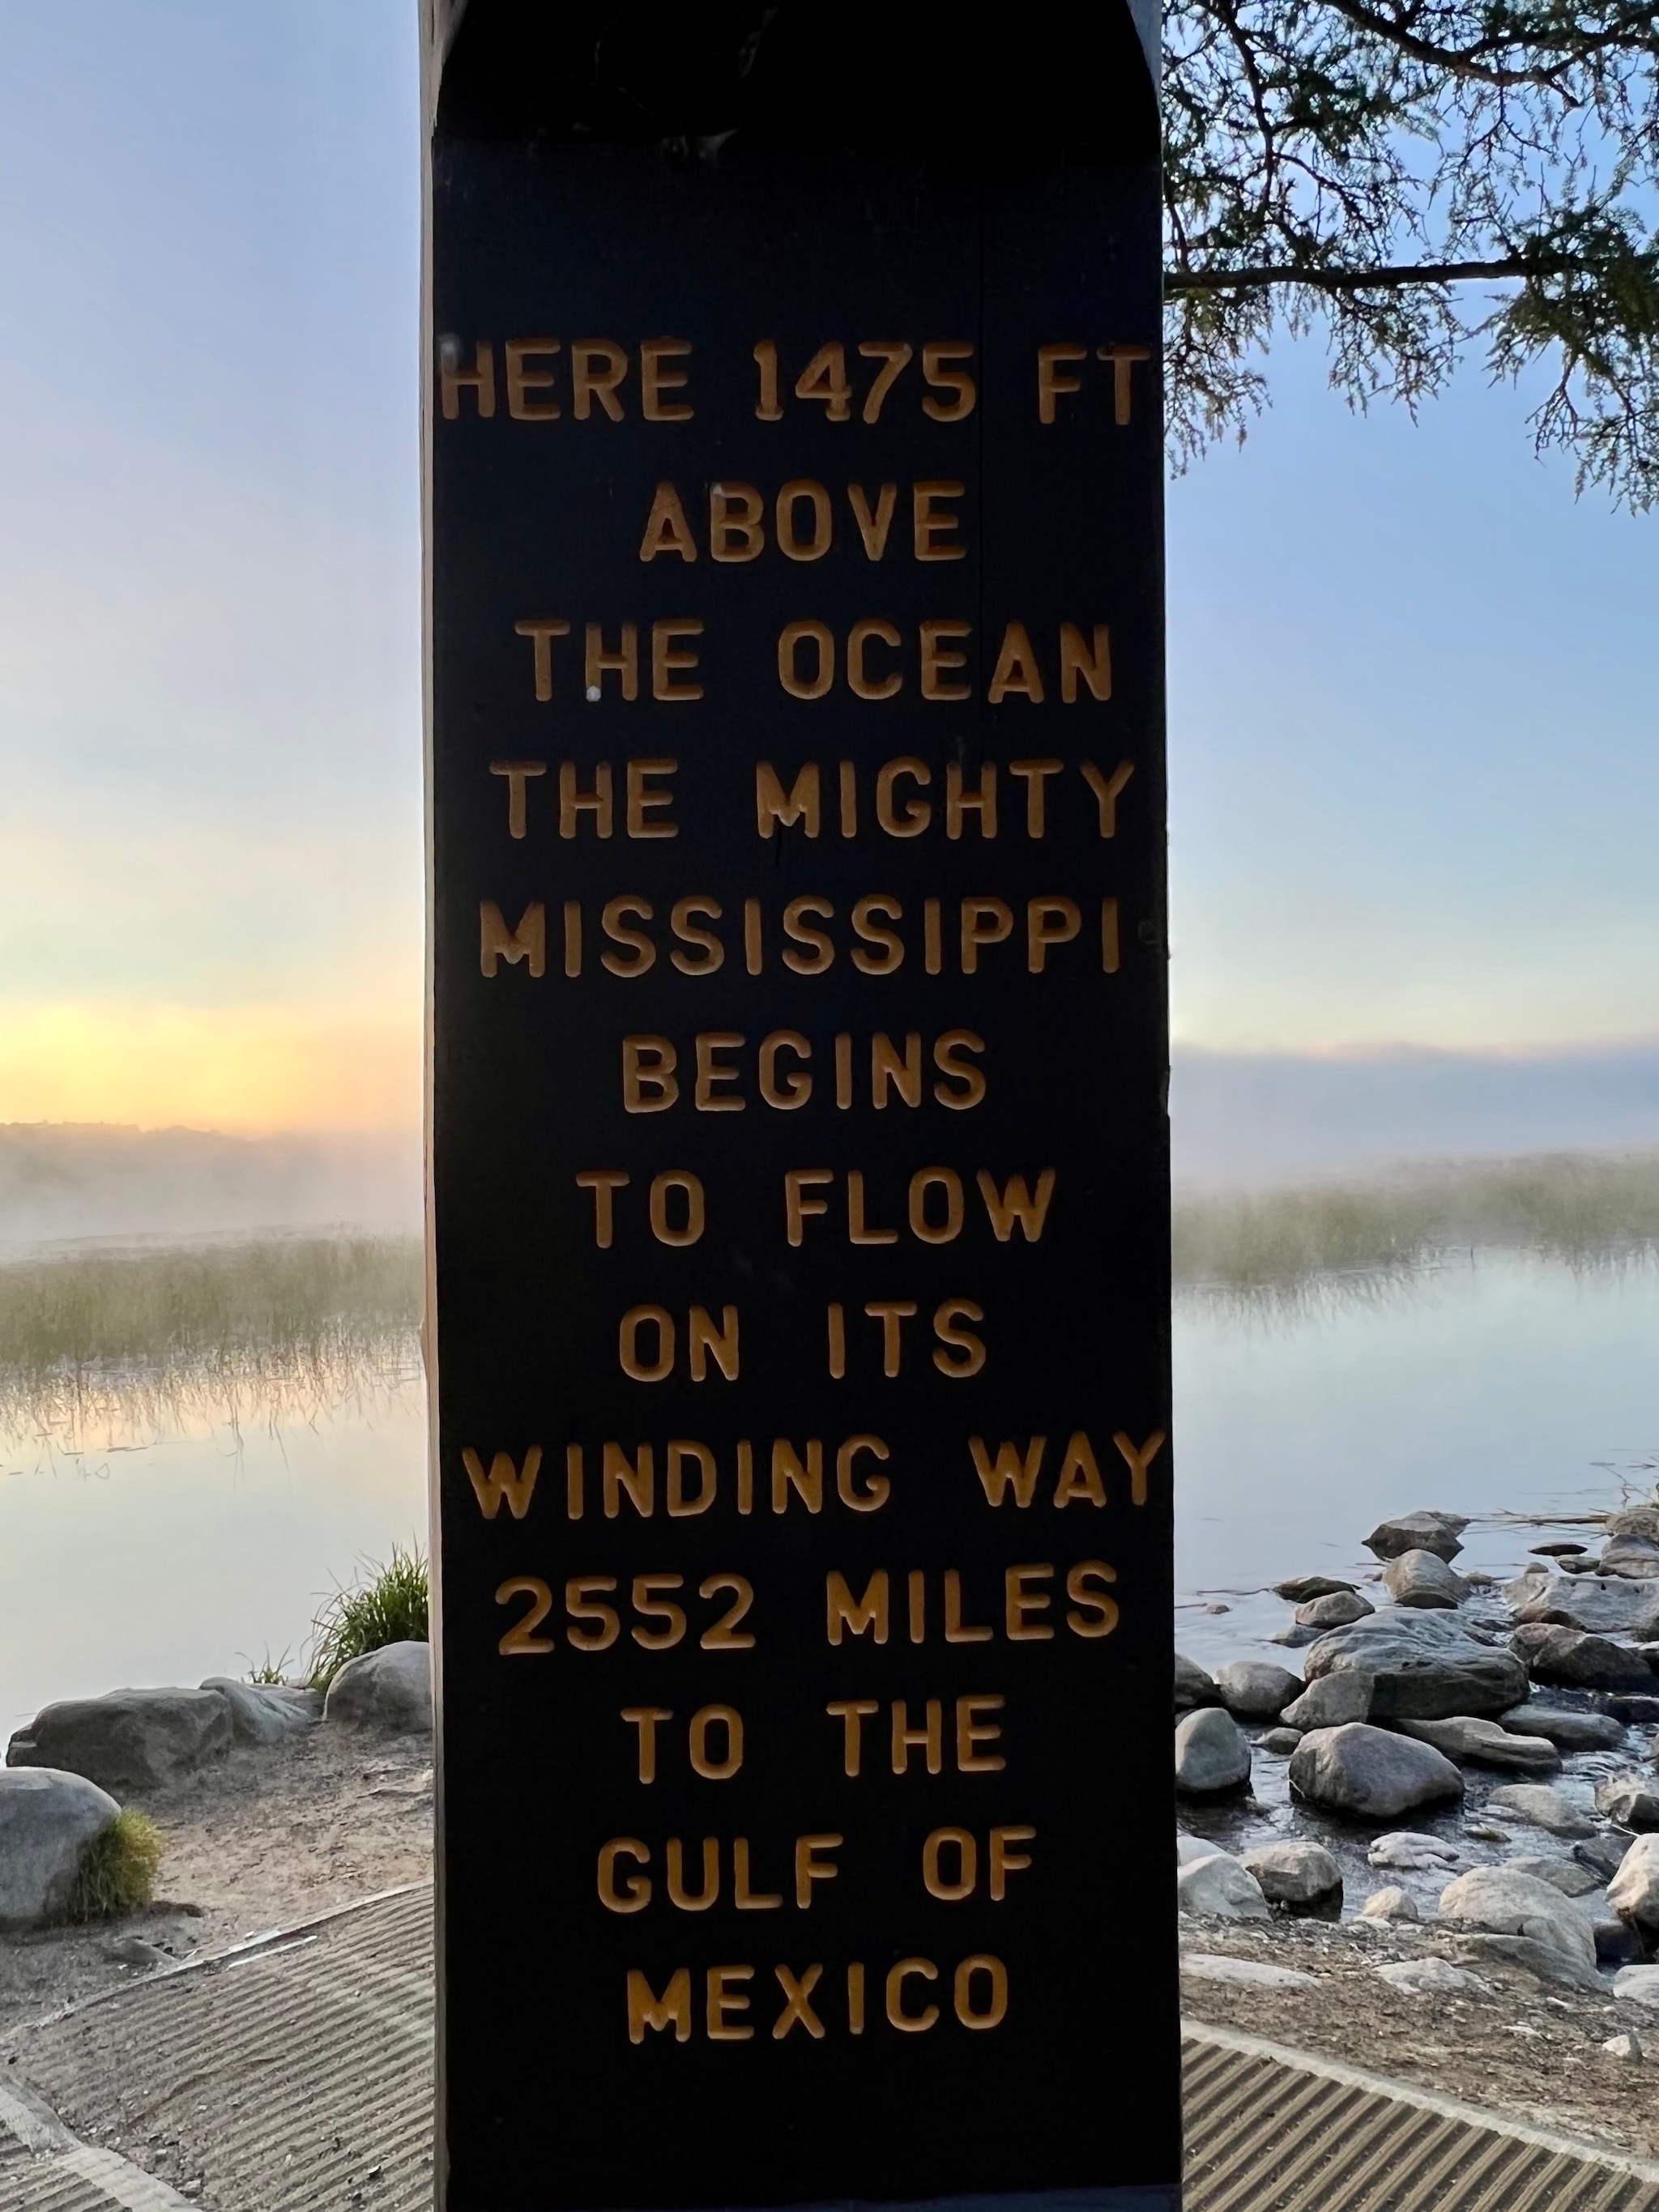 HERE 1475 FT
ABOVE
THE OCEAN
THE MIGHTY
MISSISSIPPI
BEGINS
TO FLOW
ON ITS
WINDING WAY
2552 MILES
TO THE
GULF OF
MEXICO